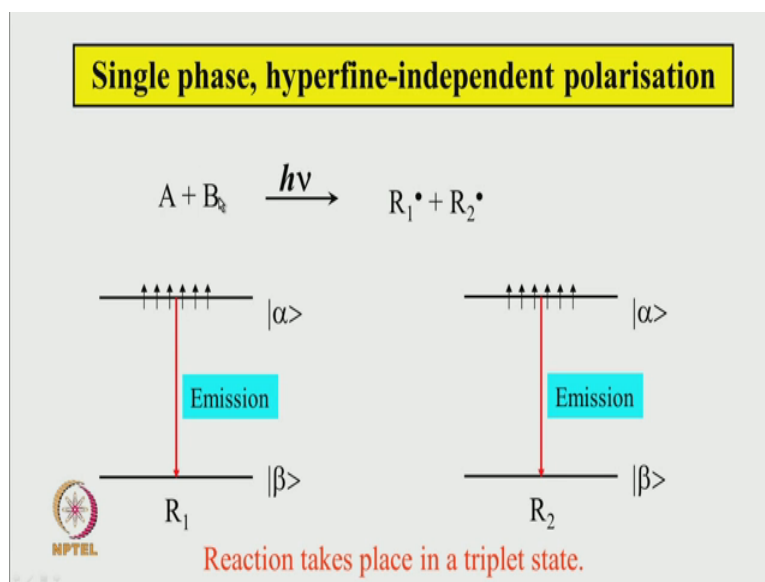 Single phase, hyperfine-independent polarisation
A + B hν R₁• + R₂•
|α> |α>
Emission Emission
|β> |β>
R₁ R₂
NPTEL
Reaction takes place in a triplet state.